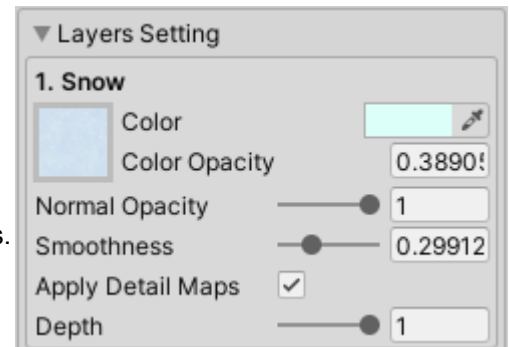 ▼ Layers Setting
1. Snow
Color
Color Opacity 0.3890
Normal Opacity 1
s. Smoothness 0.29912
Apply Detail Maps ✓
Depth 1